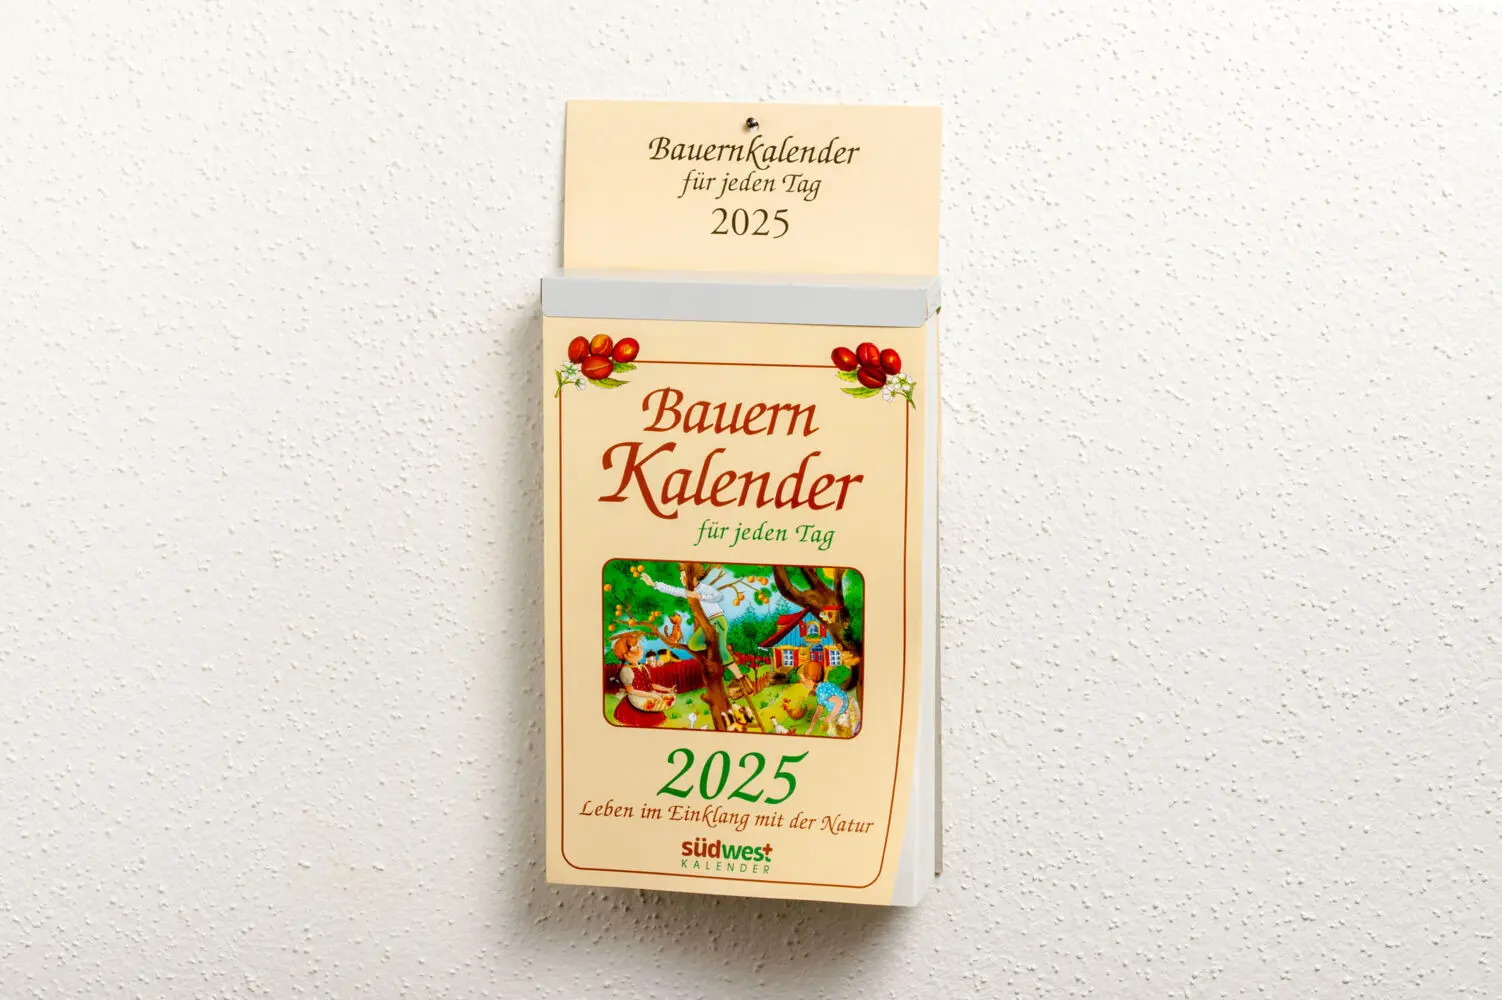 Bauernkalender
für jeden Tag
2025
Bauern
Kalender
für jeden Tag
2025
Leben im Einklang mit der Natur
südwest
KALENDER